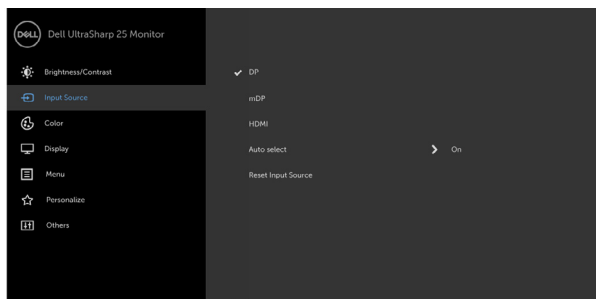 DELL
Dell UltraSharp 25 Monitor
Brightness/Contrast
Input Source
Color
Display
Menu
Personalize
Others
DP
mDP
HDMI
Auto select
On
Reset Input Source